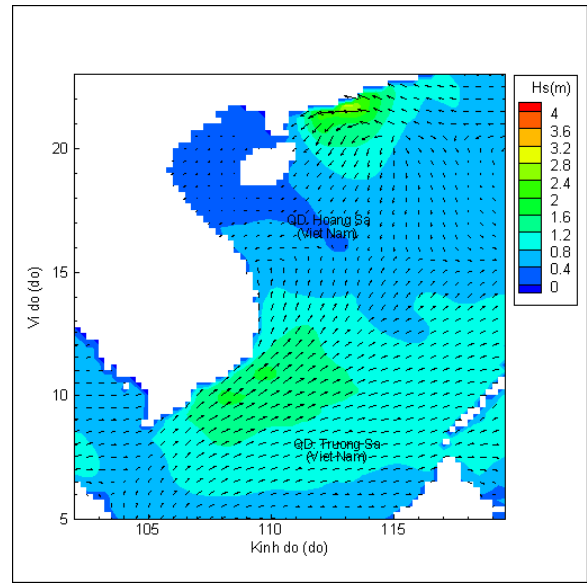 Hs(m)
4
3.6
3.2
2.8
2.4
2
1.6
1.2
0.8
0.4
0
20
15
10
5
Vi do (do)
QD. Hoang Sa
(Viet Nam)
QD. Truong Sa
(Viet Nam)
105
110
115
Kinh do (do)